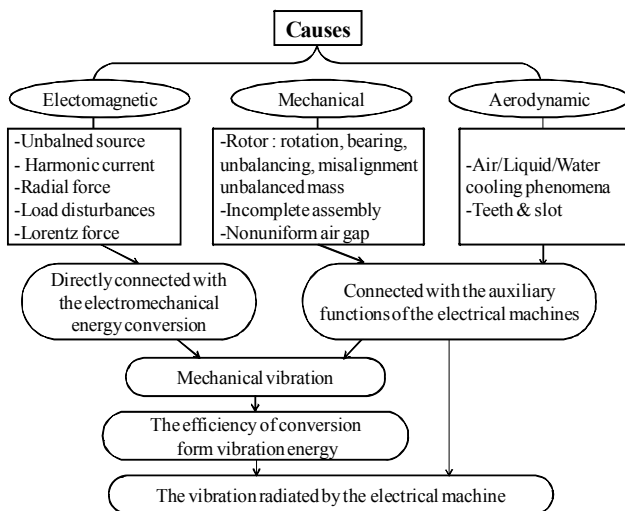 Causes
Electomagnetic
Mechanical
Aerodynamic
-Unbalned source
- Harmonic current
-Radial force
-Load disturbances
-Lorentz force
-Rotor : rotation, bearing,
unbalancing, misalignment
unbalanced mass
-Incomplete assembly
-Nonuniform air gap
-Air/Liquid/Water
cooling phenomena
-Teeth & slot
Directly connected with
the electromechanical
energy conversion
Connected with the auxiliary
functions of the electrical machines
Mechanical vibration
The efficiency of conversion
form vibration energy
The vibration radiated by the electrical machine